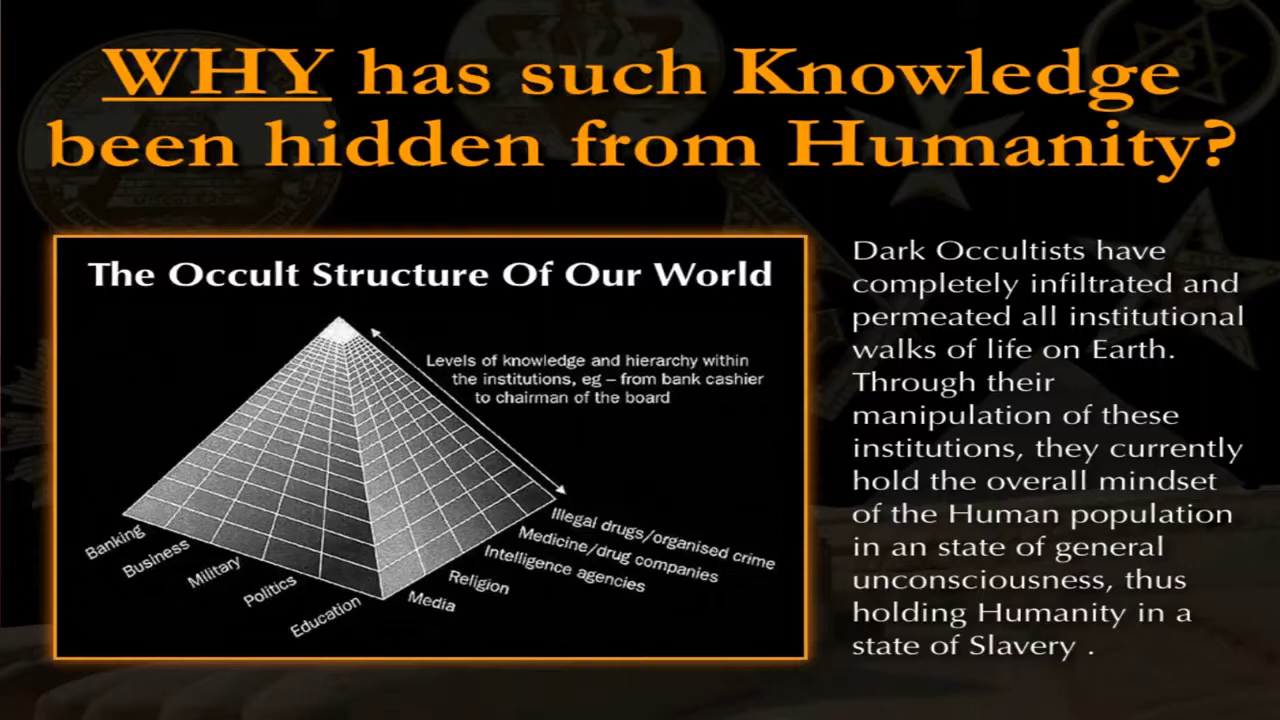 WHY has such Knowledge
been hidden from Humanity?
The Occult Structure Of Our World
Levels of knowledge and hierarchy within
the institutions, eg – from bank cashier
to chairman of the board
Banking
Business
Military
Politics
Education
Media
Religion
Intelligence agencies
Medicine/drug companies
Illegal drugs/organised crime
Dark Occultists have
completely infiltrated and
permeated all institutional
walks of life on Earth.
Through their
manipulation of these
institutions, they currently
hold the overall mindset
of the Human population
in an state of general
unconsciousness, thus
holding Humanity in a
state of Slavery .